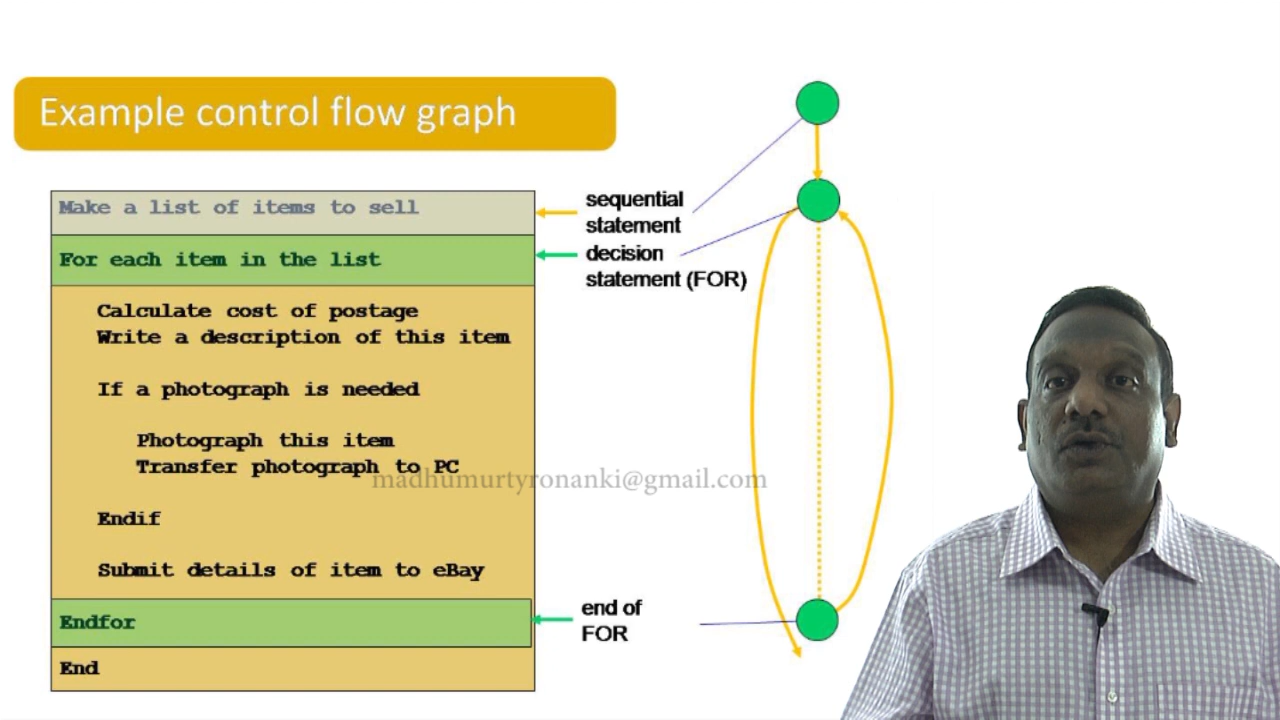 Example control flow graph
Make a list of items to sell
For each item in the list
Calculate cost of postage
Write a description of this item
If a photograph is needed
Photograph this item
Transfer photograph to PC
Endif
Submit details of item to eBay
Endfor
End
sequential
statement
decision
statement (FOR)
end of
FOR
madhumurtyronanki@gmail.com